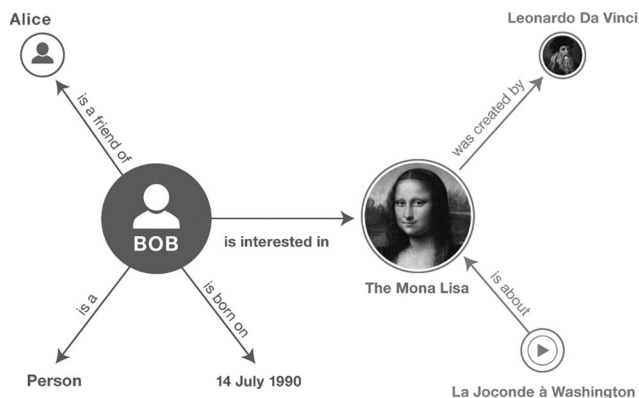 Alice
Leonardo Da Vinci
is a friend of
was created by
BOB
is interested in
The Mona Lisa
is a
is born on
is about
Person
14 July 1990
La Joconde à Washington